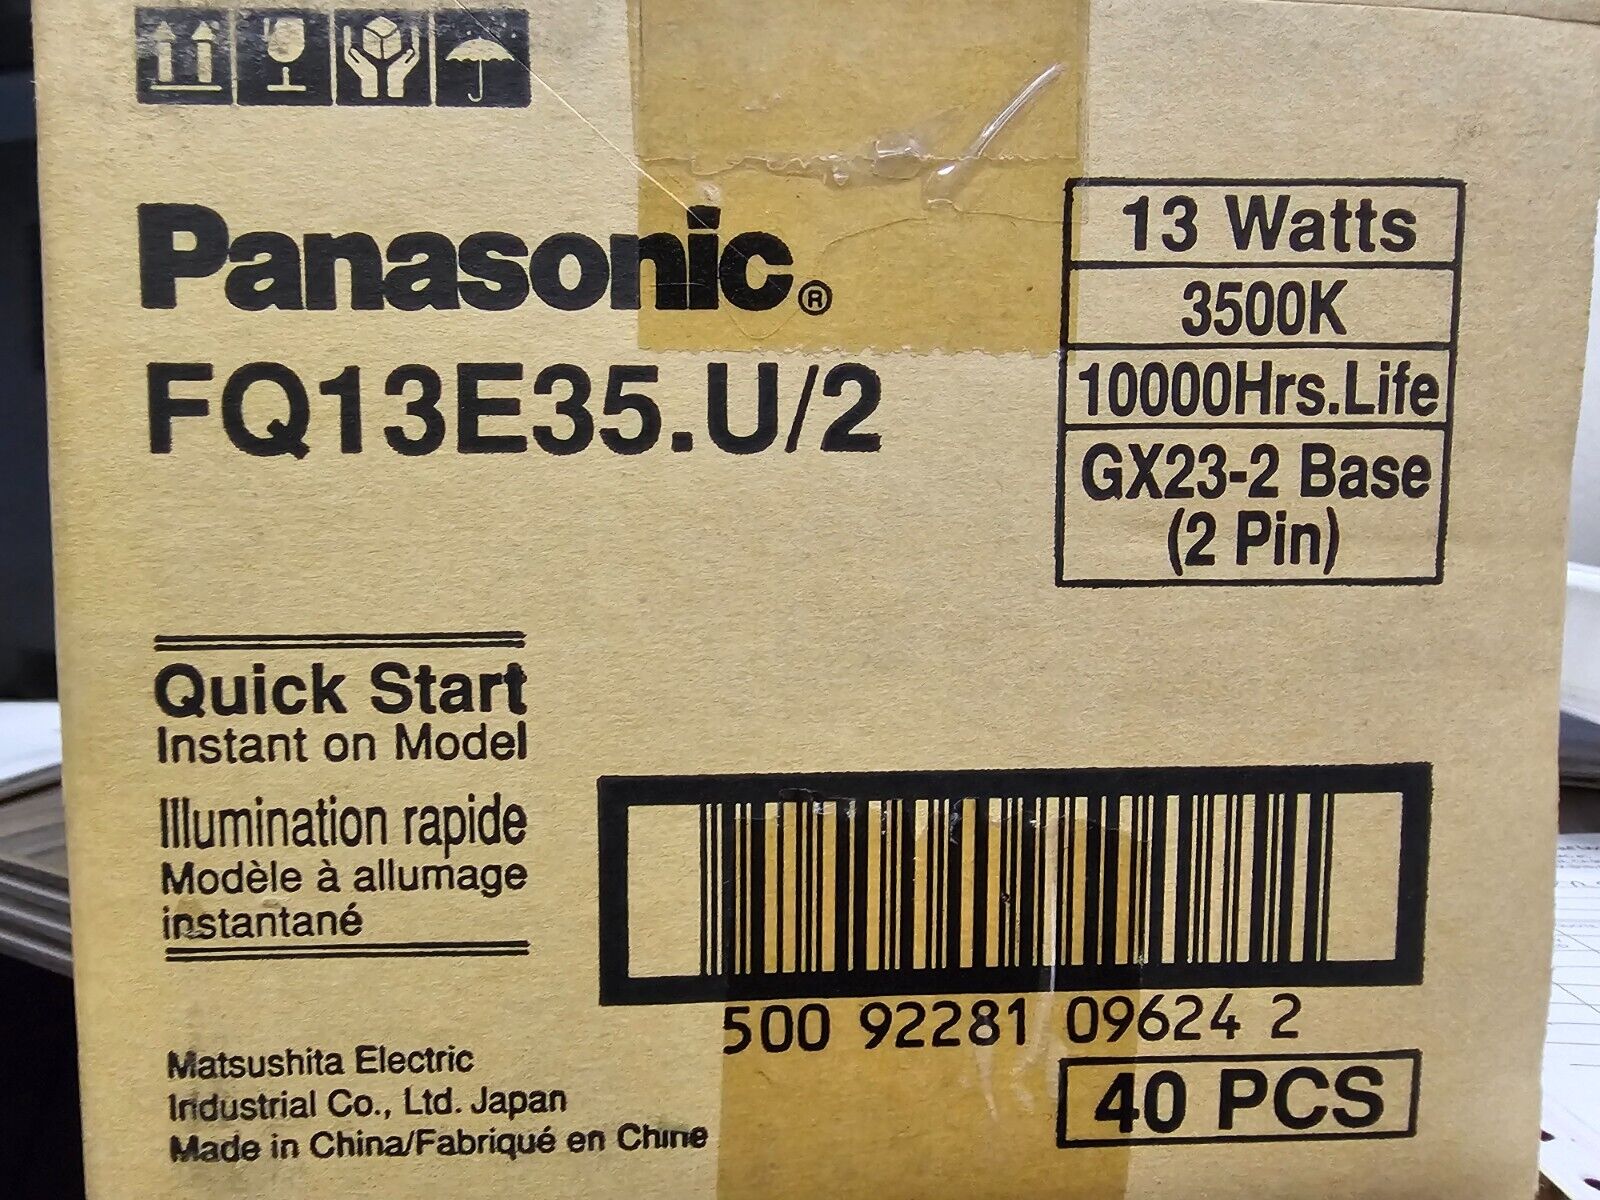 Panasonic®
FQ13E35.U/2
13 Watts
3500K
10000Hrs.Life
GX23-2 Base
(2 Pin)
Quick Start
Instant on Model
Illumination rapide
Modèle à allumage
instantané
500 92281 09624 2
40 PCS
Matsushita Electric
Industrial Co., Ltd. Japan
Made in China/Fabriqué en Chine